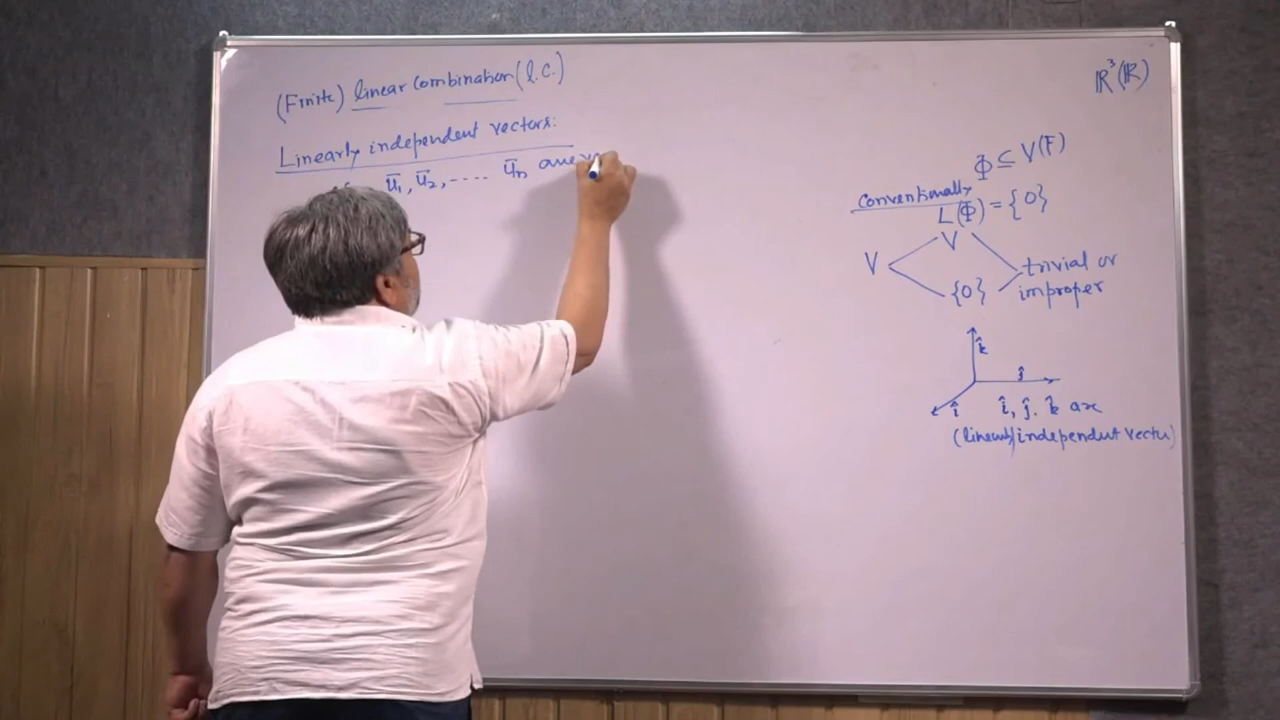 (Finite) linear combination (l.c.)
Linearly independent vectors:
ū₁, ū₂, .... ūₙ are
ℝ³(ℝ)
Φ ⊆ V(F)
Conventionally
L(Φ) = {0}
V
V
{0}
trivial or
improper
k̂
ĵ
î
î, ĵ, k̂ are
(linearly) independent